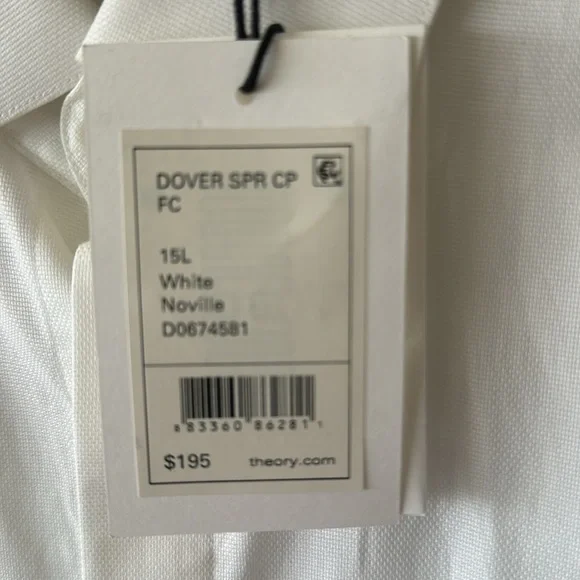 DOVER SPR CP
FC
15L
White
Noville
D0674581
8 83360 86281 1
$195
theory.com